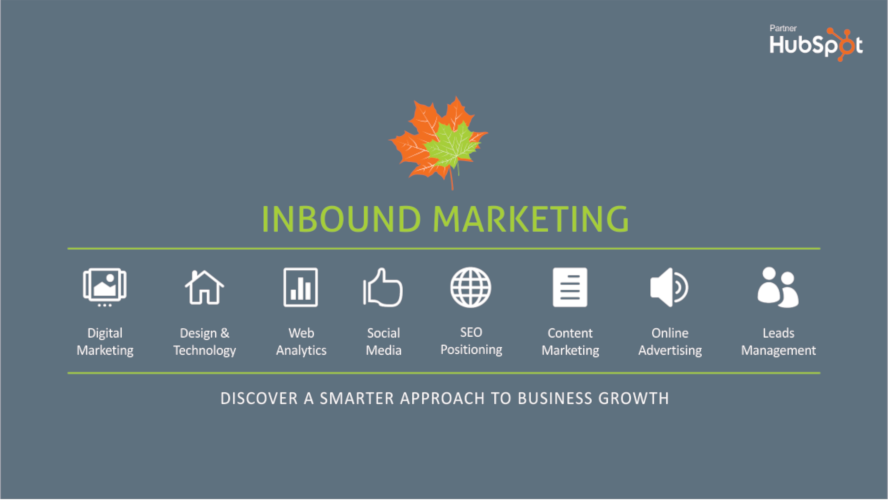 Partner
HubSpot
INBOUND MARKETING
Digital
Marketing
Design &
Technology
Web
Analytics
Social
Media
SEO
Positioning
Content
Marketing
Online
Advertising
Leads
Management
DISCOVER A SMARTER APPROACH TO BUSINESS GROWTH